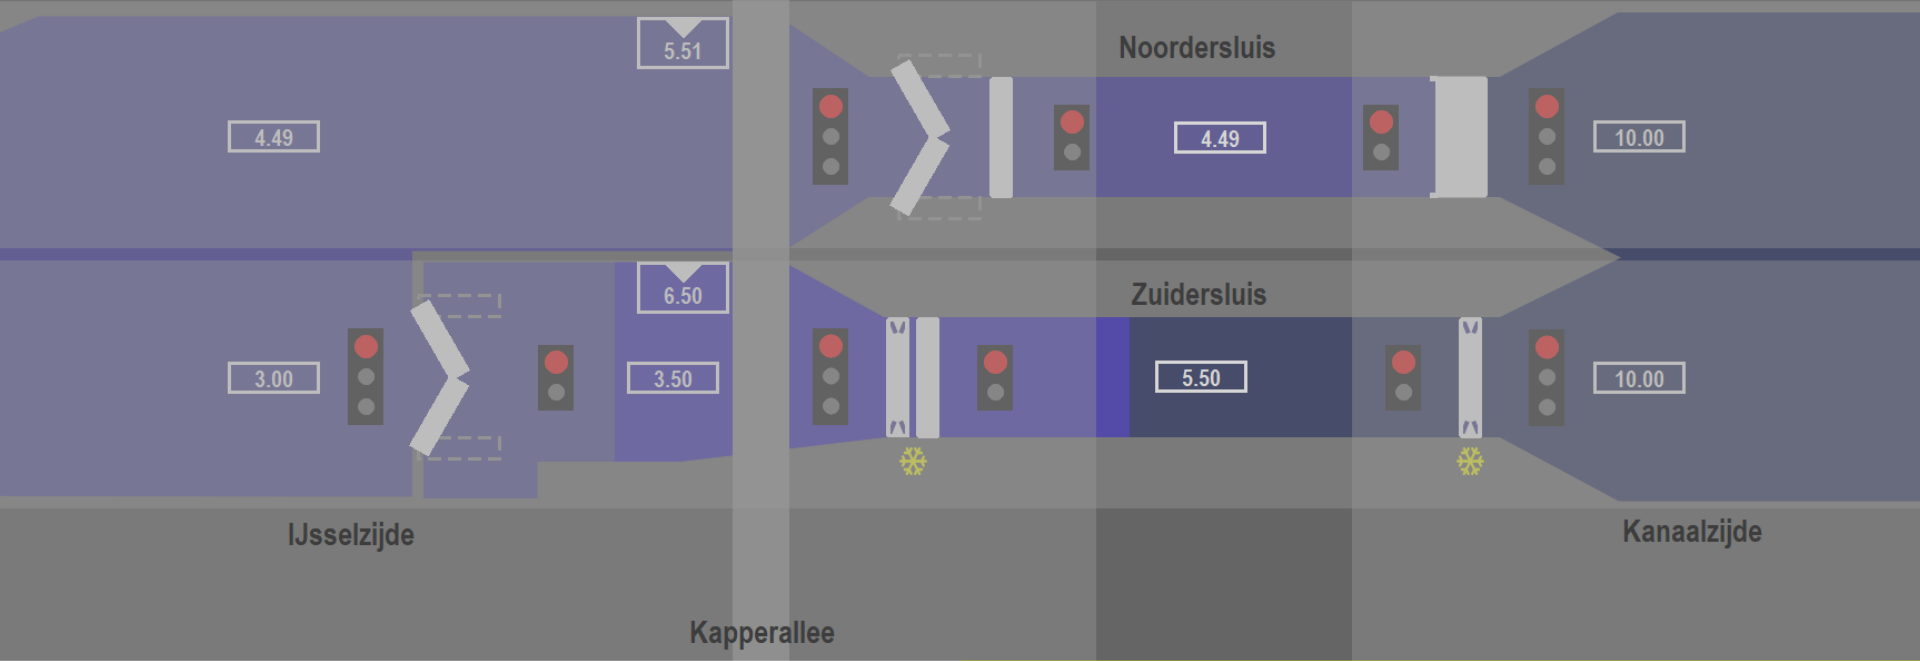 5.51
Noordersluis
4.49
4.49
10.00
6.50
Zuidersluis
3.00
3.50
5.50
10.00
IJsselzijde
Kanaalzijde
Kapperallee